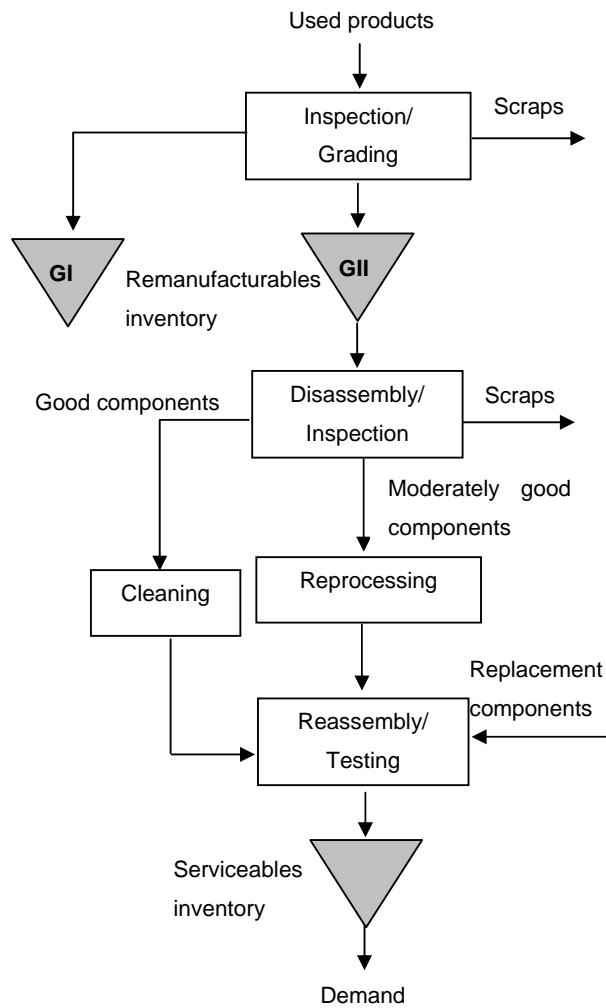 Used products
Inspection/
Grading
Scraps
GI
GII
Remanufacturables
inventory
Good components
Disassembly/
Inspection
Scraps
Moderately good
components
Cleaning
Reprocessing
Replacement
components
Reassembly/
Testing
Serviceables
inventory
Demand